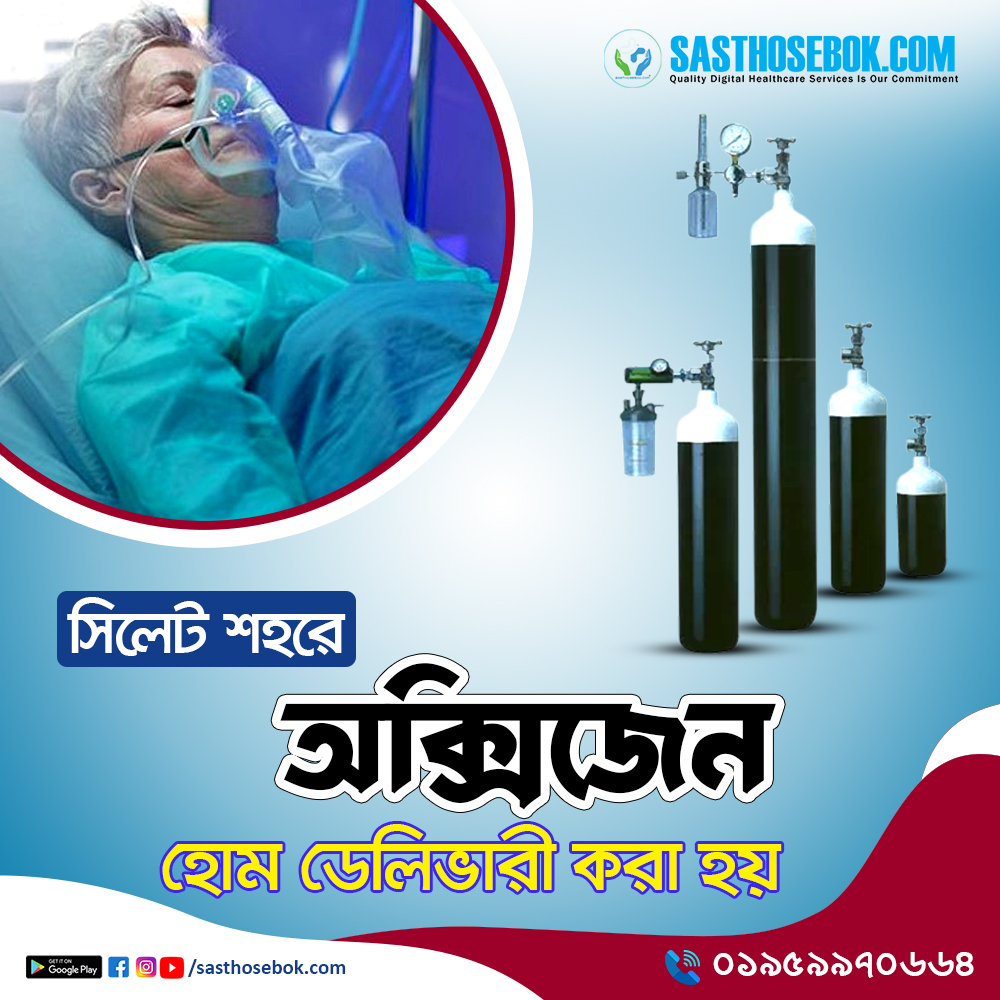 SASTHOSEBOK.COM
Quality Digital Healthcare Services Is Our Commitment
সিলেট শহরে
অক্সিজেন
হোম ডেলিভারী করা হয়
GET IT ON
Google Play
/sasthosebok.com
০১৯৫৯৯৭০৬৬৪